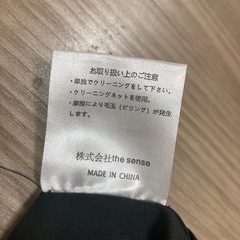 お取り扱い上のご注意
・単独でクリーニングをして下さい。
・クリーニングネットを使用。
・摩擦により毛玉(ピリング)が発生
します。
株式会社the sense
MADE IN CHINA